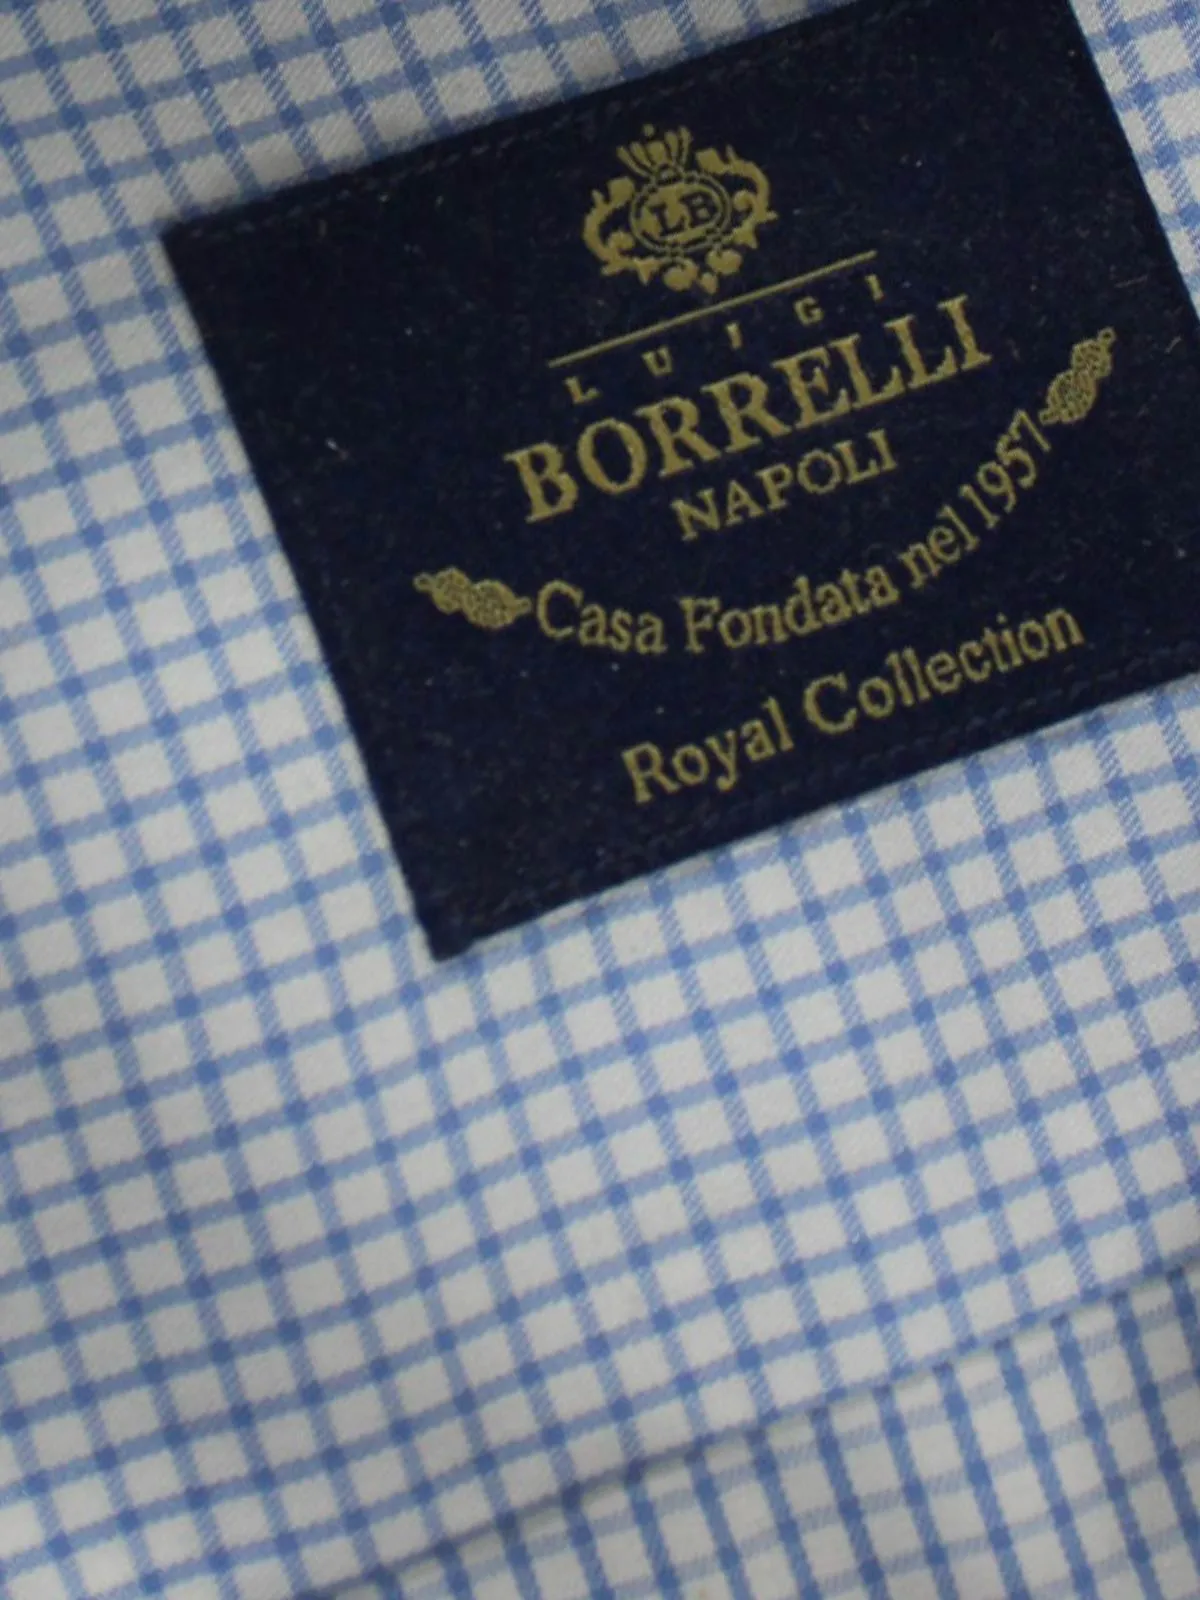 LB
LUIGI
BORRELLI
NAPOLI
Casa Fondata nel 1957
Royal Collection